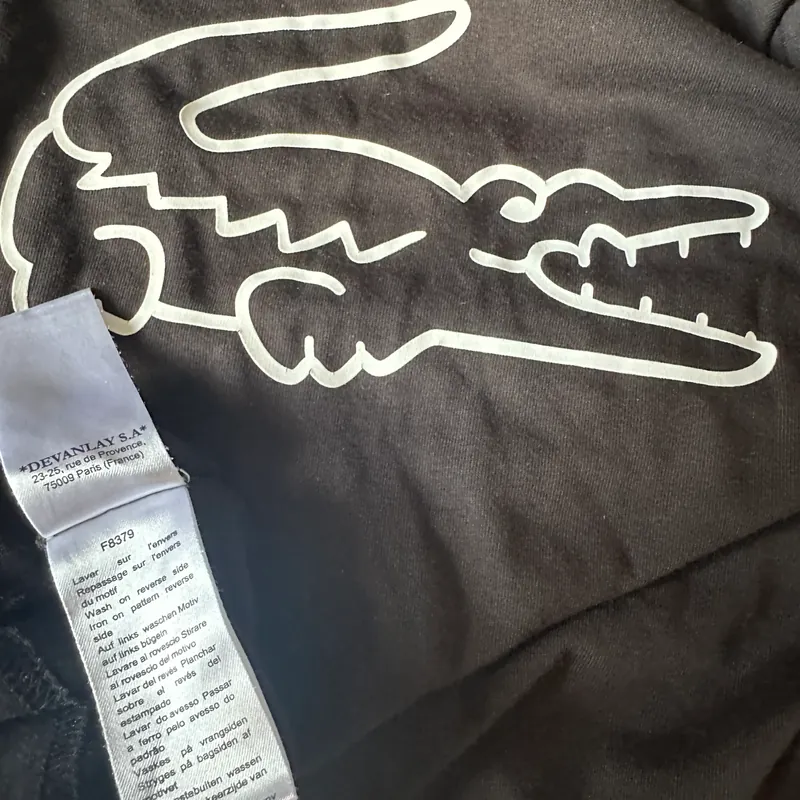 *DEVANLAY S.A*
23-25, rue de Provence,
75009 Paris (France)
F8379
Laver sur l'envers
Repassage sur l'envers
du motif
Wash on reverse side
Iron on pattern reverse
side
Auf links waschen Motiv
auf links bügeln
Lavare al rovescio Stirare
al rovescio del motivo
Lavar del revés Planchar
sobre el revés del
estampado
Lavar do avesso Passar
a ferro pelo avesso do
padrão
Vaskes på vrangsiden
Stryges på bagsiden af
motivet
wassen
van